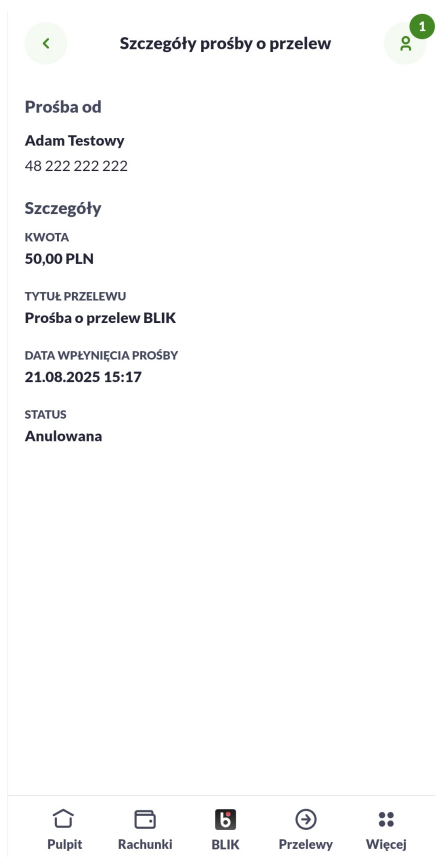 Szczegóły prośby o przelew
1
Prośba od
Adam Testowy
48 222 222 222
Szczegóły
KWOTA
50,00 PLN
TYTUŁ PRZELEWU
Prośba o przelew BLIK
DATA WPŁYNIĘCIA PROŚBY
21.08.2025 15:17
STATUS
Anulowana
Pulpit Rachunki BLIK Przelewy Więcej